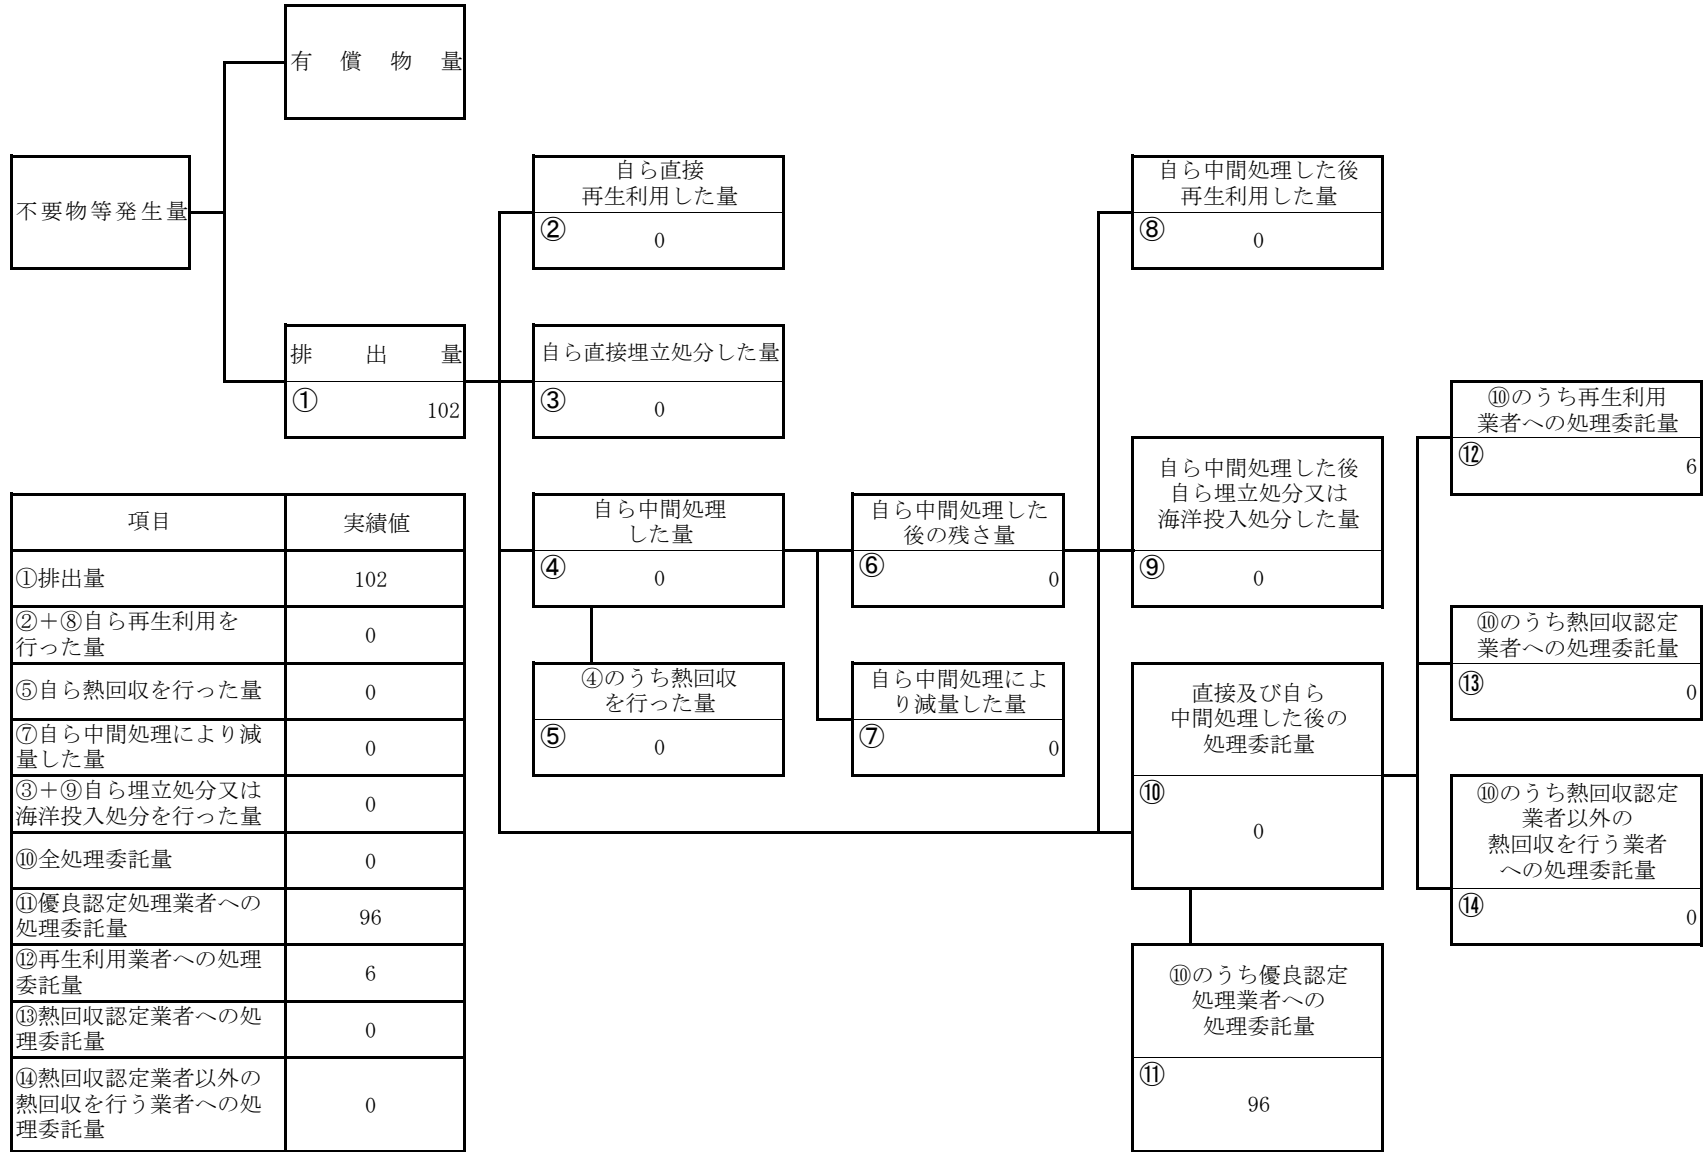 有償物量
不要物等発生量
排出量
①
102
自ら直接
再生利用した量
②
0
自ら直接埋立処分した量
③
0
自ら中間処理
した量
④
0
④のうち熱回収
を行った量
⑤
0
自ら中間処理した
後の残さ量
⑥
0
自ら中間処理によ
り減量した量
⑦
0
自ら中間処理した後
再生利用した量
⑧
0
自ら中間処理した後
自ら埋立処分又は
海洋投入処分した量
⑨
0
直接及び自ら
中間処理した後の
処理委託量
⑩
0
⑩のうち優良認定
処理業者への
処理委託量
⑪
96
⑩のうち再生利用
業者への処理委託量
⑫
6
⑩のうち熱回収認定
業者への処理委託量
⑬
0
⑩のうち熱回収認定
業者以外の
熱回収を行う業者
への処理委託量
⑭
0
項目 実績値
①排出量 102
②+⑧自ら再生利用を
行った量 0
⑤自ら熱回収を行った量 0
⑦自ら中間処理により減
量した量 0
③+⑨自ら埋立処分又は
海洋投入処分を行った量 0
⑩全処理委託量 0
⑪優良認定処理業者への
処理委託量 96
⑫再生利用業者への処理
委託量 6
⑬熱回収認定業者への処
理委託量 0
⑭熱回収認定業者以外の
熱回収を行う業者への処
理委託量 0